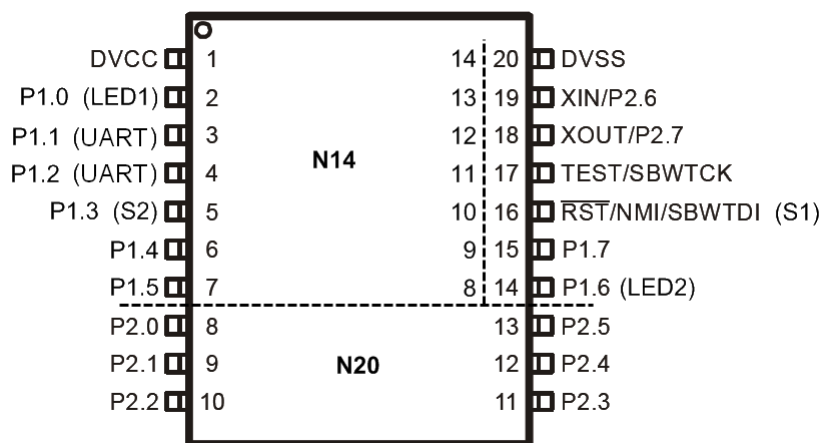 DVCC 1 14 20 DVSS
P1.0 (LED1) 2 13 19 XIN/P2.6
P1.1 (UART) 3 12 18 XOUT/P2.7
P1.2 (UART) 4 N14 11 17 TEST/SBWTCK
P1.3 (S2) 5 10 16 RST/NMI/SBWTDI (S1)
P1.4 6 9 15 P1.7
P1.5 7 8 14 P1.6 (LED2)
P2.0 8 13 P2.5
P2.1 9 N20 12 P2.4
P2.2 10 11 P2.3